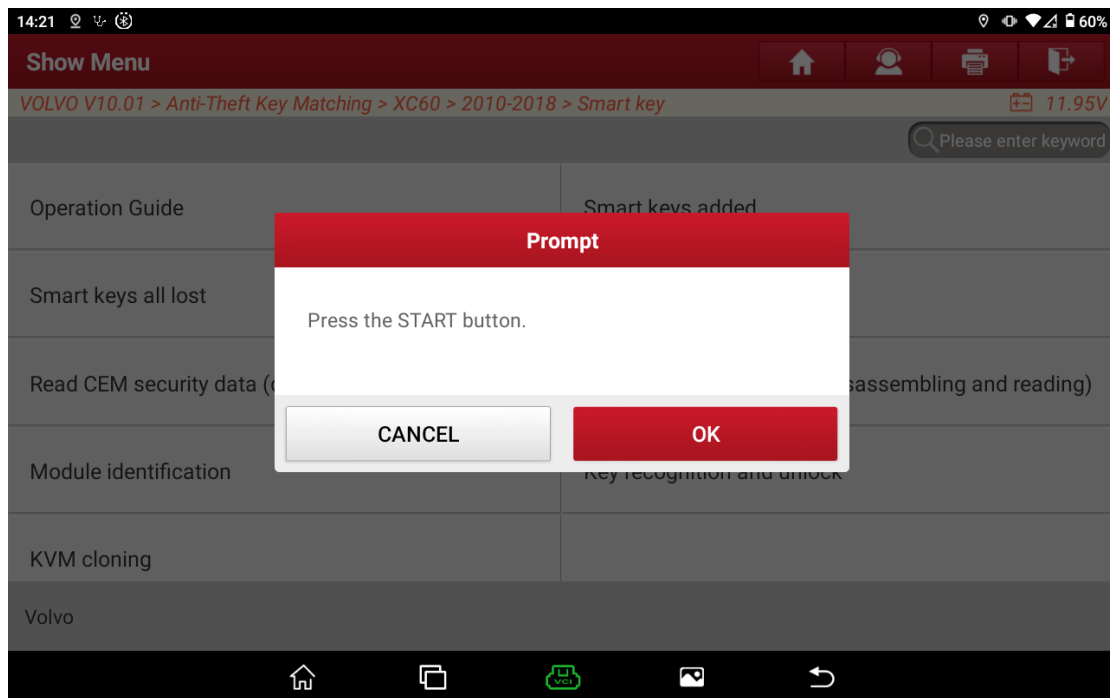 14:21
60%
Show Menu
VOLVO V10.01 > Anti-Theft Key Matching > XC60 > 2010-2018 > Smart key
11.95V
Please enter keyword
Operation Guide
Smart keys added
Prompt
Smart keys all lost
Press the START button.
Read CEM security data (
sassembling and reading)
CANCEL
OK
Module identification
Key recognition and unlock
KVM cloning
Volvo
VCI